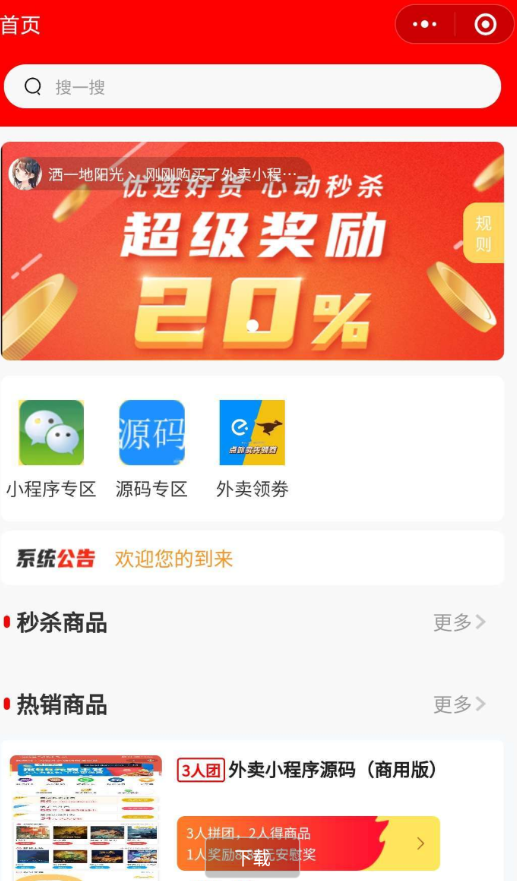 首页
搜一搜
洒一地阳光、 刚刚购买了外卖小程…
优选好货 心动秒杀
规则
超级奖励
20%
源码
小程序专区
源码专区
外卖领劵
系统公告
欢迎您的到来
秒杀商品
更多
热销商品
更多
3人团 外卖小程序源码（商用版）
3人拼团，2人得商品
1人奖励
元安慰奖
下载